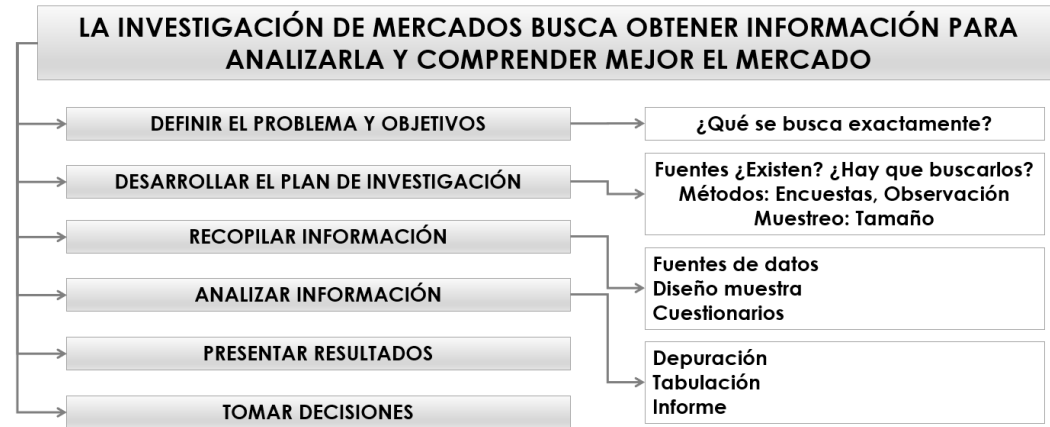 LA INVESTIGACIÓN DE MERCADOS BUSCA OBTENER INFORMACIÓN PARA
ANALIZARLA Y COMPRENDER MEJOR EL MERCADO
DEFINIR EL PROBLEMA Y OBJETIVOS
¿Qué se busca exactamente?
DESARROLLAR EL PLAN DE INVESTIGACIÓN
Fuentes ¿Existen? ¿Hay que buscarlos?
Métodos: Encuestas, Observación
Muestreo: Tamaño
RECOPILAR INFORMACIÓN
Fuentes de datos
Diseño muestra
Cuestionarios
ANALIZAR INFORMACIÓN
Depuración
Tabulación
Informe
PRESENTAR RESULTADOS
TOMAR DECISIONES